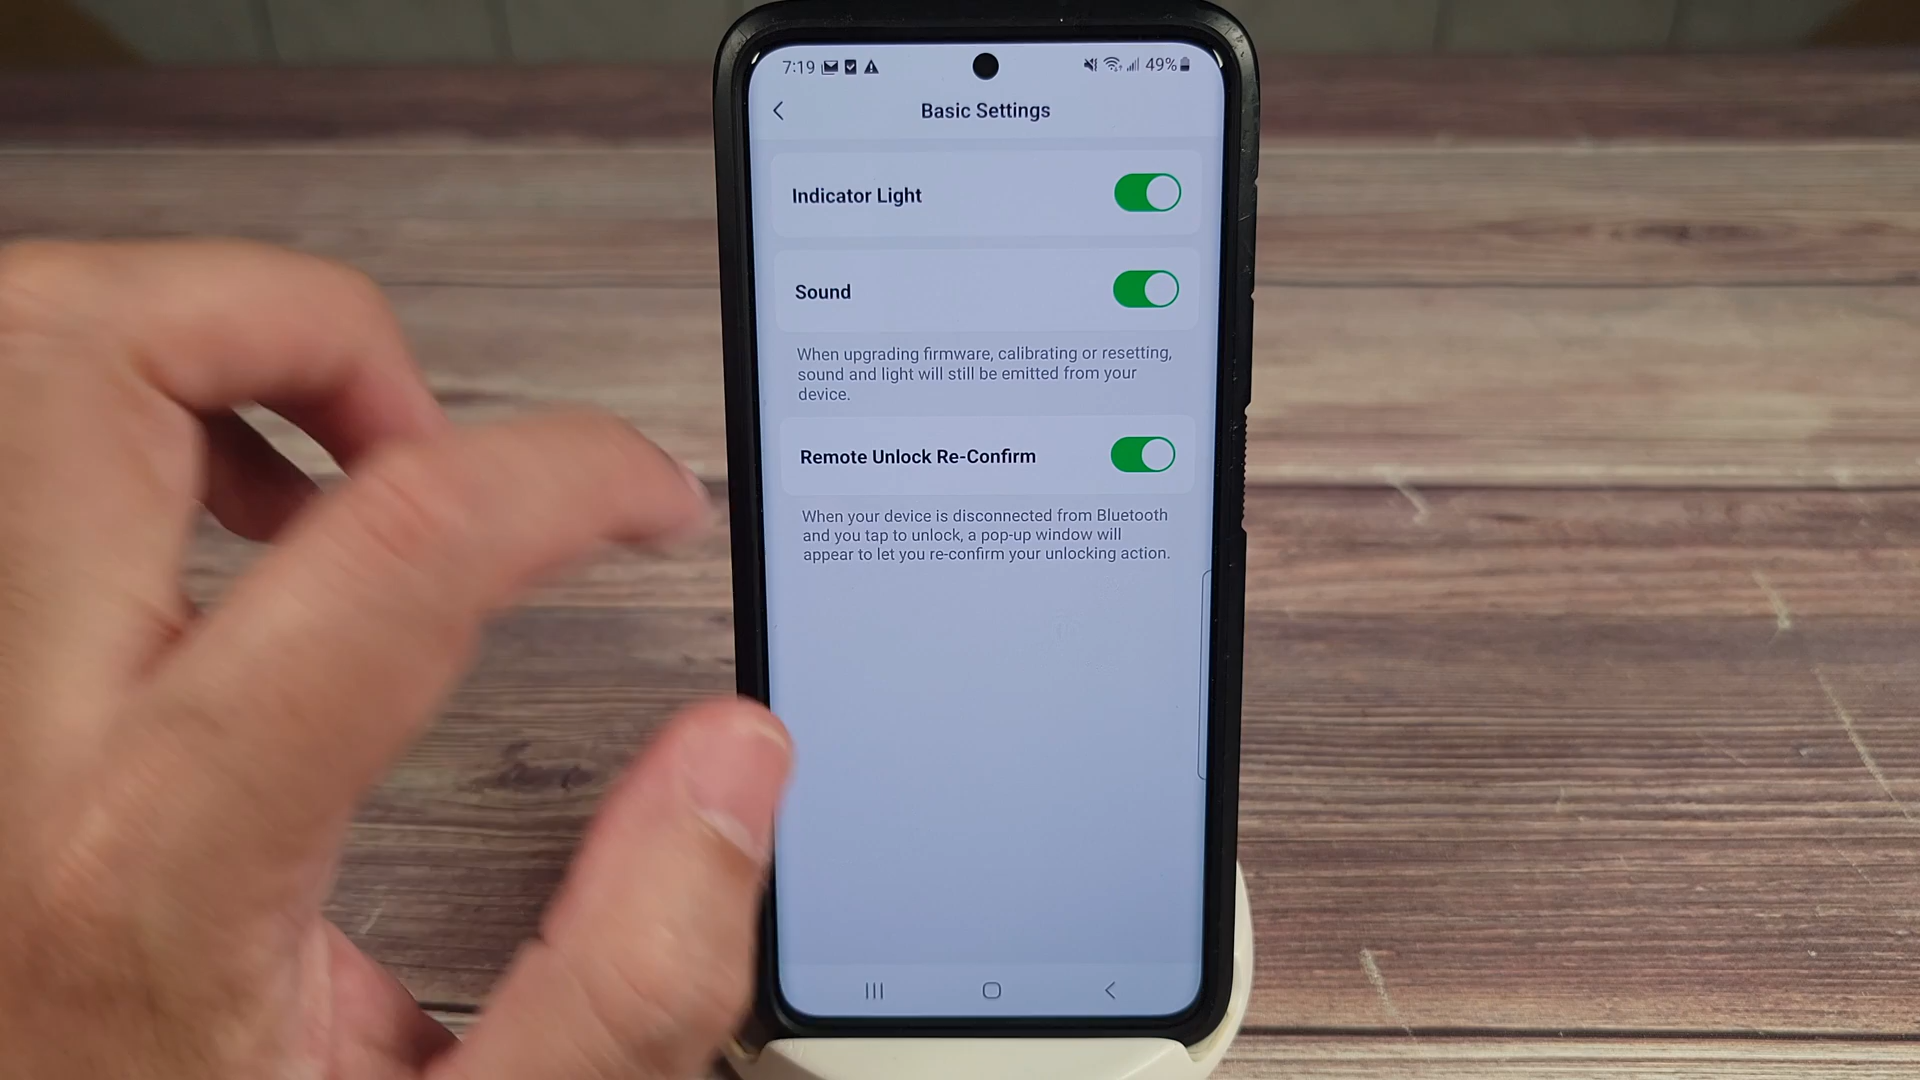 7:19 49%
Basic Settings
Indicator Light
Sound
When upgrading firmware, calibrating or resetting,
sound and light will still be emitted from your
device.
Remote Unlock Re-Confirm
When your device is disconnected from Bluetooth
and you tap to unlock, a pop-up window will
appear to let you re-confirm your unlocking action.